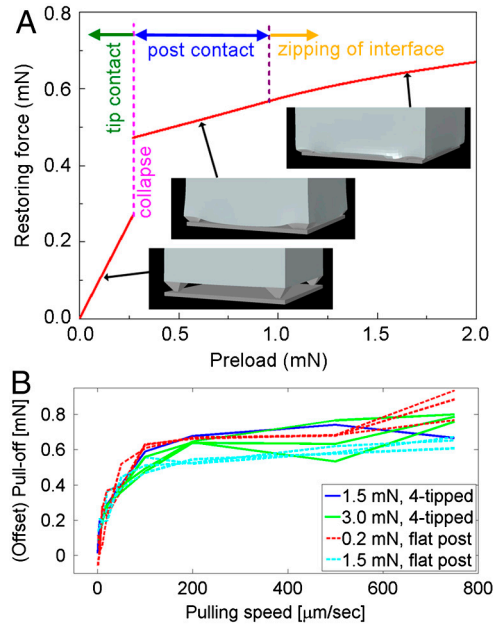 A
tip contact
post contact
zipping of interface
collapse
Restoring force (mN)
0.8
0.6
0.4
0.2
0.0
0.0
0.5
1.0
1.5
2.0
Preload (mN)
B
(Offset) Pull-off [mN]
0.8
0.6
0.4
0.2
0
0
200
400
600
800
1.5 mN, 4-tipped
3.0 mN, 4-tipped
0.2 mN, flat post
1.5 mN, flat post
Pulling speed [μm/sec]